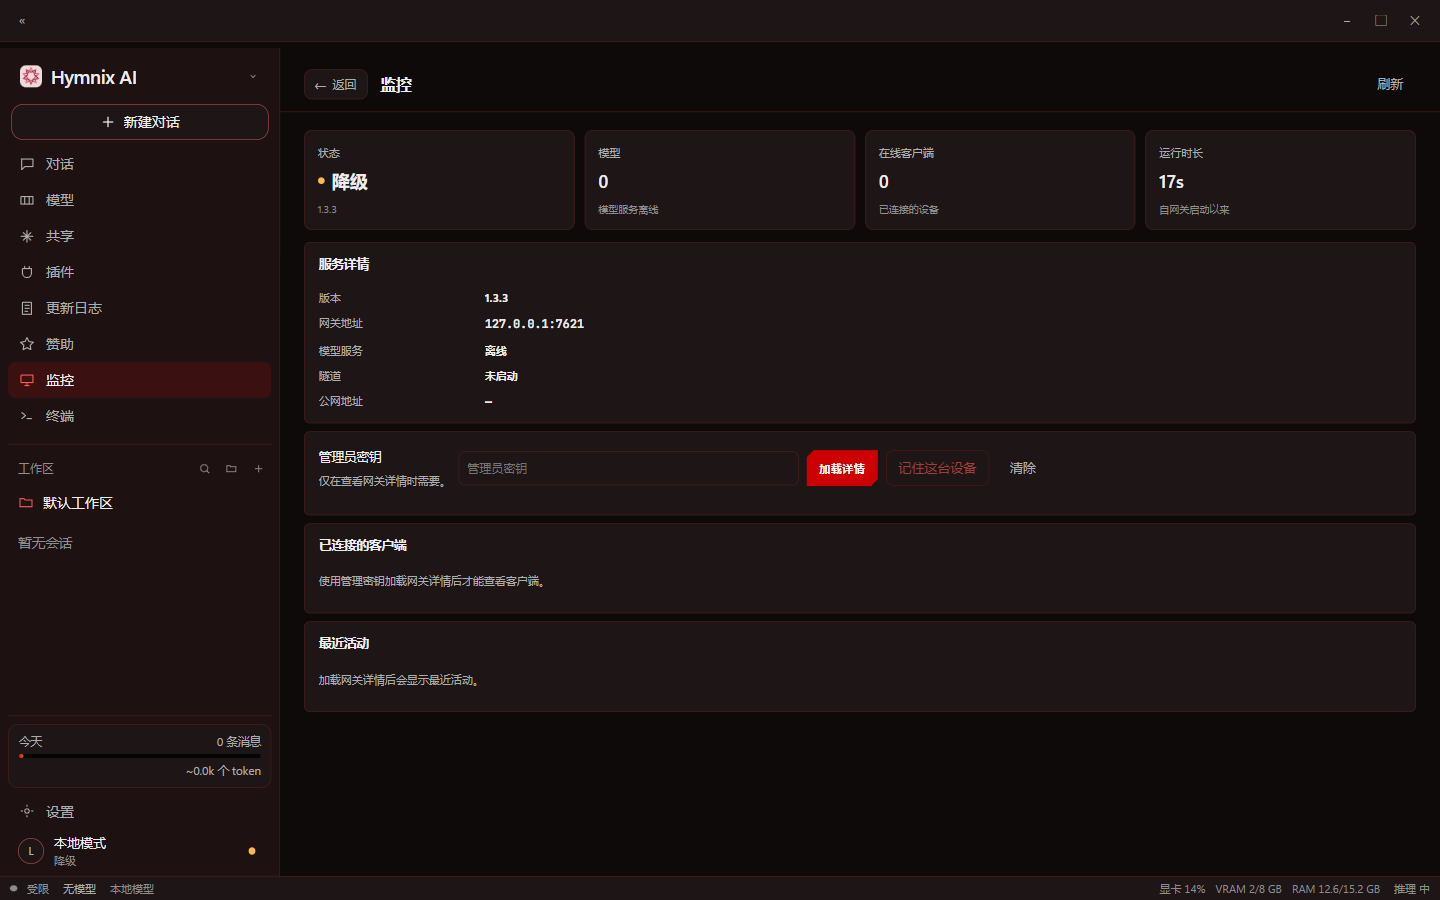 «
Hymnix AI
+ 新建对话
对话
模型
共享
插件
更新日志
赞助
监控
终端
工作区
默认工作区
暂无会话
今天 0 条消息
~0.0k 个 token
设置
L 本地模式
降级
← 返回 监控 刷新
状态
降级
1.3.3
模型
0
模型服务离线
在线客户端
0
已连接的设备
运行时长
17s
自网关启动以来
服务详情
版本 1.3.3
网关地址 127.0.0.1:7621
模型服务 离线
隧道 未启动
公网地址 —
管理员密钥
仅在查看网关详情时需要。
管理员密钥 加载详情 记住这台设备 清除
已连接的客户端
使用管理密钥加载网关详情后才能查看客户端。
最近活动
加载网关详情后会显示最近活动。
受限 无模型 本地模型 显卡 14% VRAM 2/8 GB RAM 12.6/15.2 GB 推理 中